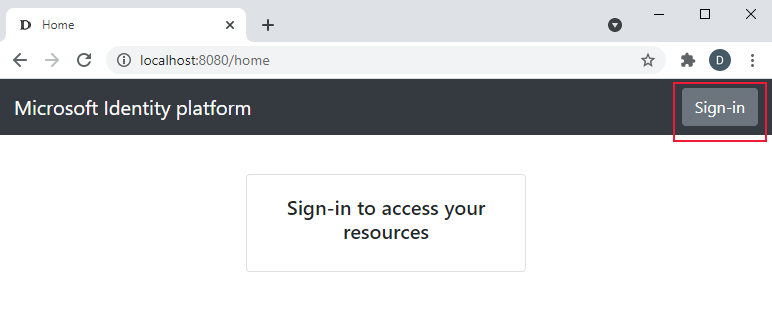 D Home
localhost:8080/home
D
Microsoft Identity platform
Sign-in
Sign-in to access your
resources